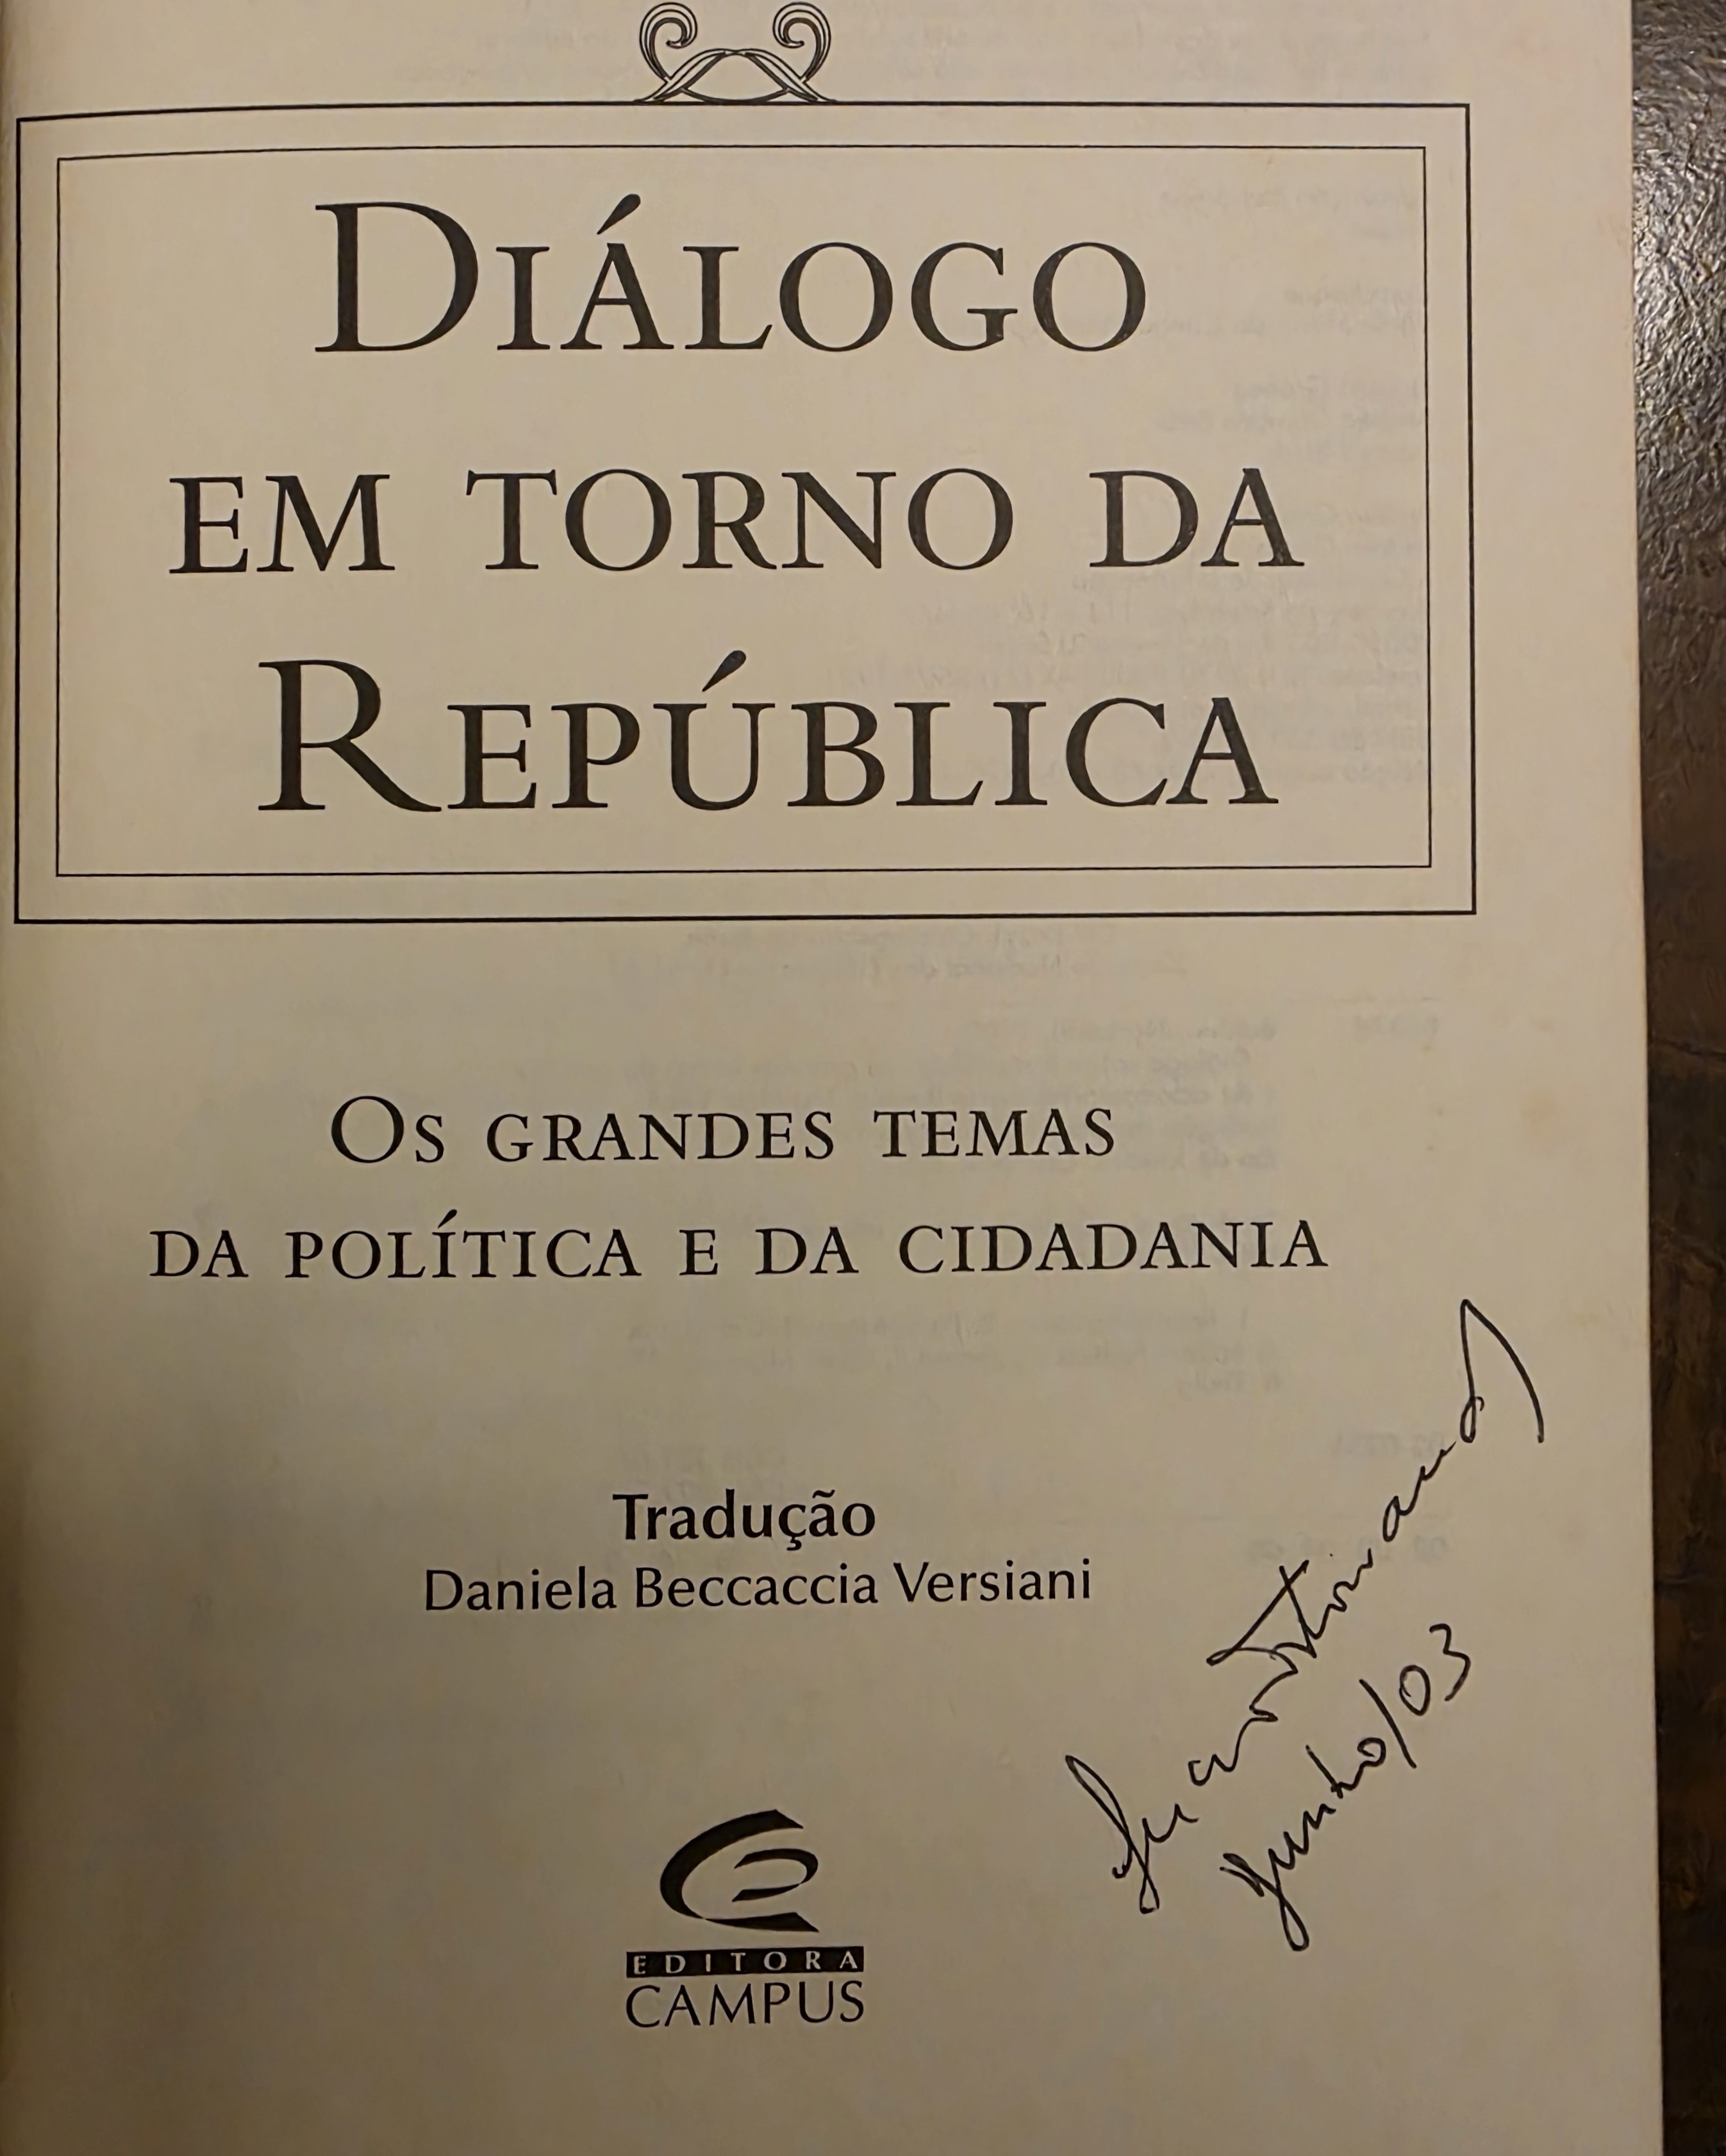 DIÁLOGO
EM TORNO DA
REPÚBLICA
OS GRANDES TEMAS
DA POLÍTICA E DA CIDADANIA
Tradução
Daniela Beccaccia Versiani
Junho/03
EDITORA
CAMPUS